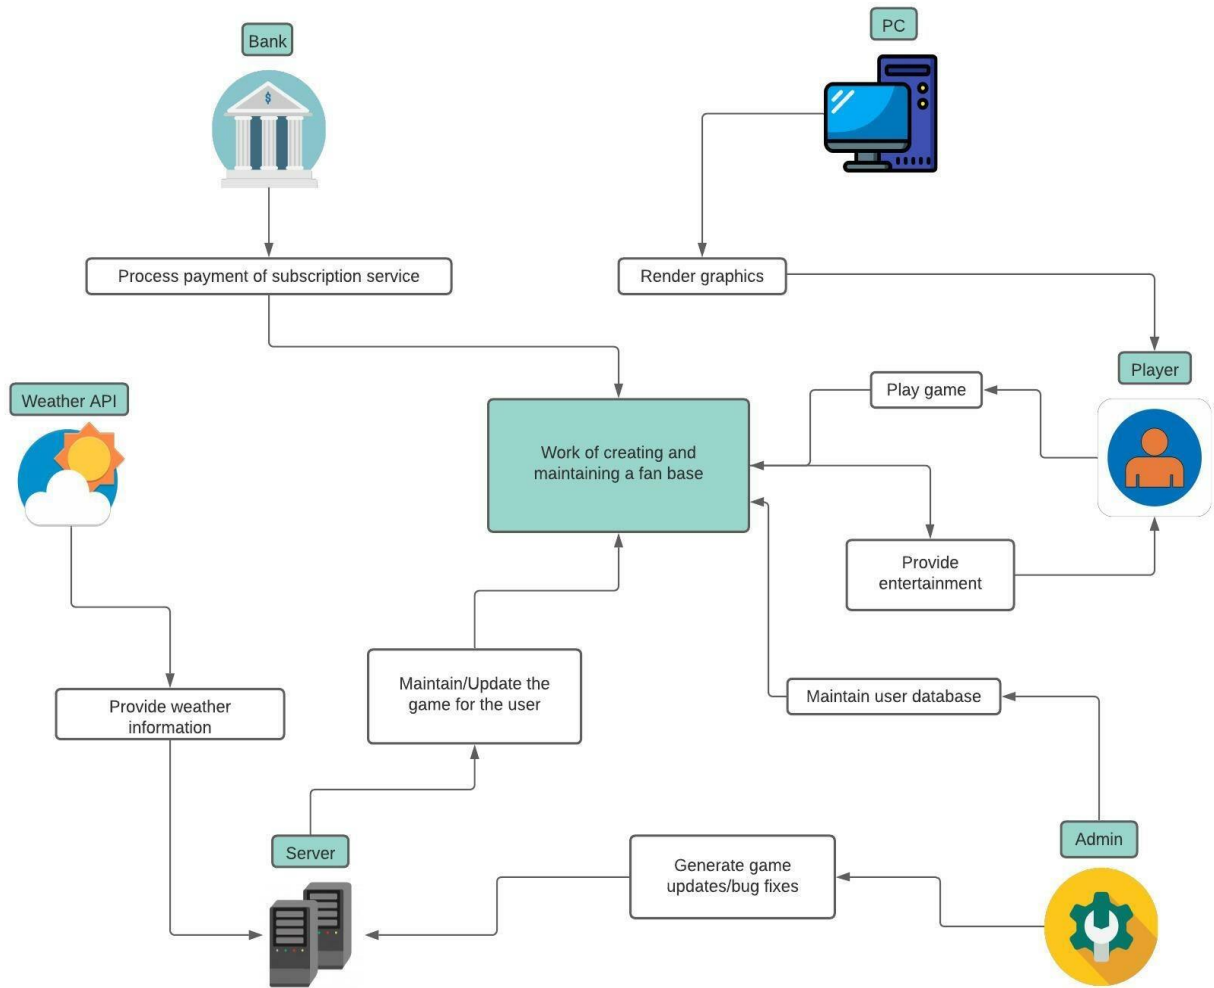 PC
Bank
$
Process payment of subscription service
Render graphics
Player
Play game
Weather API
Work of creating and
maintaining a fan base
Provide
entertainment
Maintain/Update the
game for the user
Maintain user database
Provide weather
information
Server
Generate game
updates/bug fixes
Admin